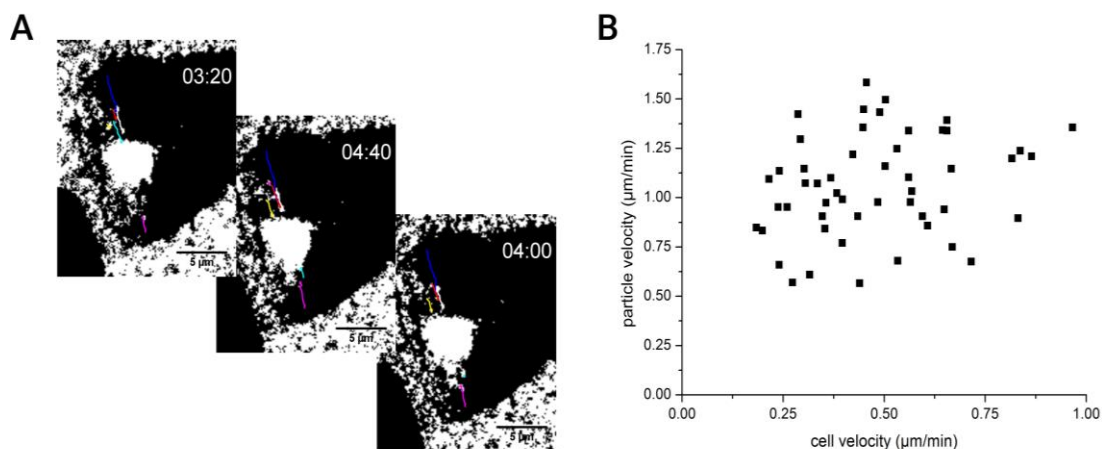 A
03:20
5 µm
04:40
5 µm
04:00
5 µm
B
particle velocity (µm/min)
1.75
1.50
1.25
1.00
0.75
0.50
0.25
0.00
0.00 0.25 0.50 0.75 1.00
cell velocity (µm/min)